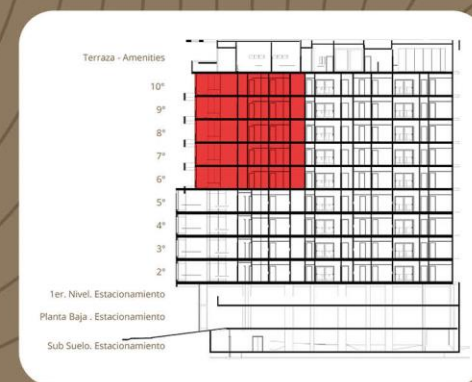 Terraza - Amenities
10°
9°
8°
7°
6°
5°
4°
3°
2°
1er. Nivel. Estacionamiento
Planta Baja . Estacionamiento
Sub Suelo. Estacionamiento